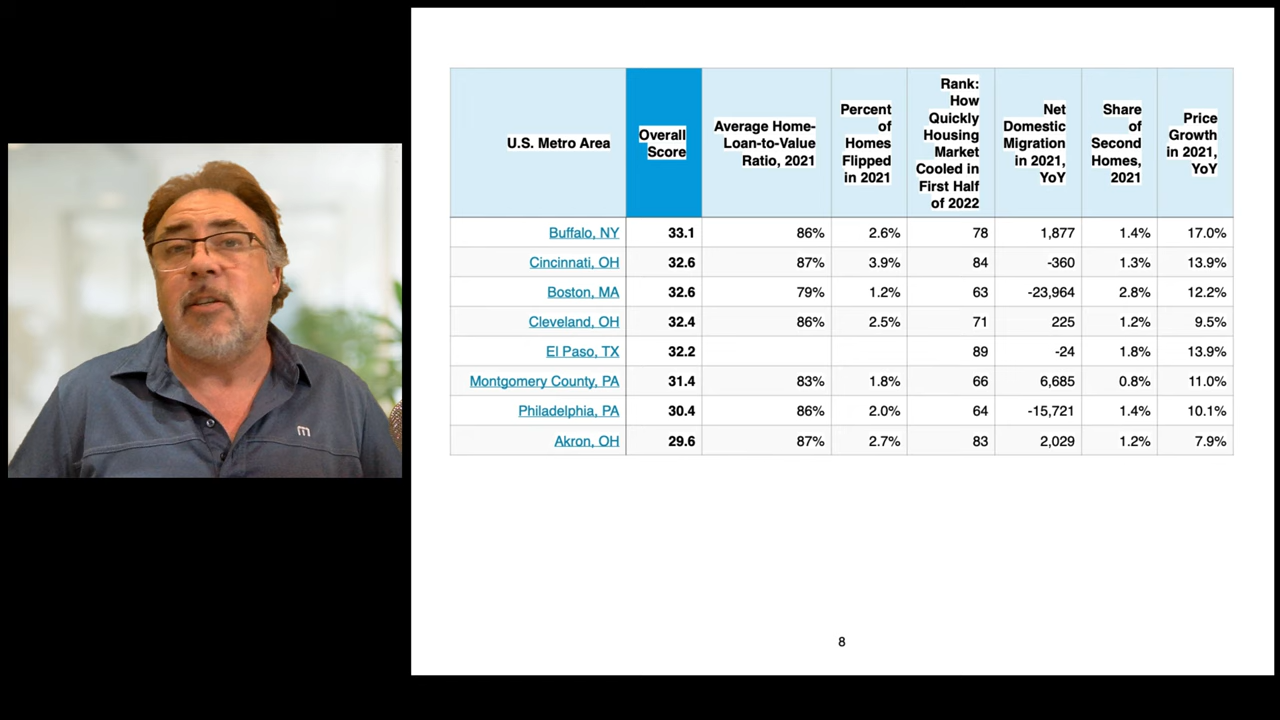 U.S. Metro Area
Overall
Score
Average Home-
Loan-to-Value
Ratio, 2021
Percent
of
Homes
Flipped
in 2021
Rank:
How
Quickly
Housing
Market
Cooled in
First Half
of 2022
Net
Domestic
Migration
in 2021,
YoY
Share
of
Second
Homes,
2021
Price
Growth
in 2021,
YoY
Buffalo, NY 33.1 86% 2.6% 78 1,877 1.4% 17.0%
Cincinnati, OH 32.6 87% 3.9% 84 -360 1.3% 13.9%
Boston, MA 32.6 79% 1.2% 63 -23,964 2.8% 12.2%
Cleveland, OH 32.4 86% 2.5% 71 225 1.2% 9.5%
El Paso, TX 32.2 89 -24 1.8% 13.9%
Montgomery County, PA 31.4 83% 1.8% 66 6,685 0.8% 11.0%
Philadelphia, PA 30.4 86% 2.0% 64 -15,721 1.4% 10.1%
Akron, OH 29.6 87% 2.7% 83 2,029 1.2% 7.9%
8